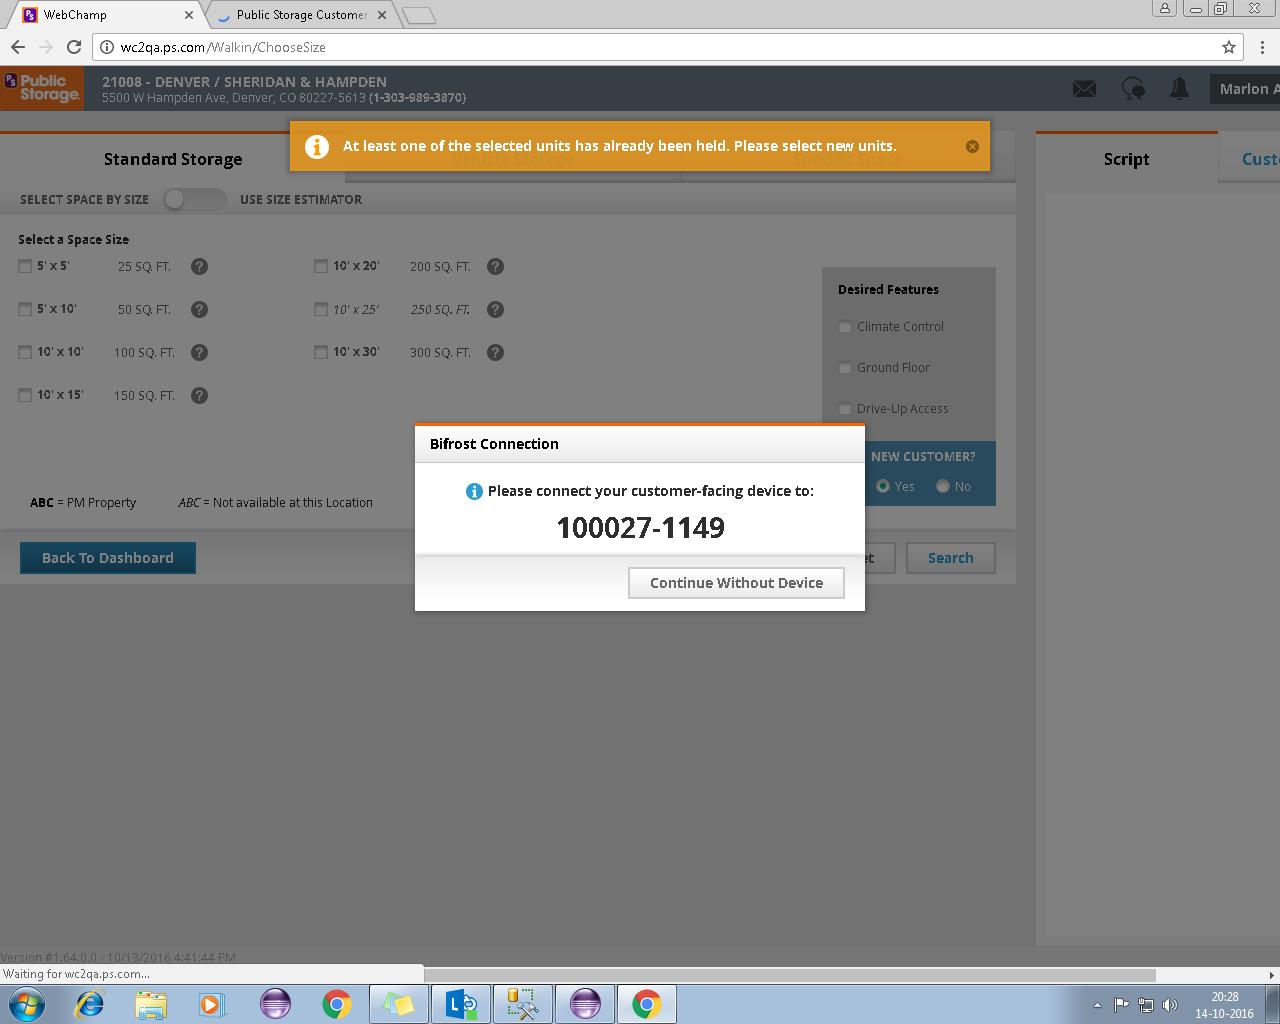 WebChamp
Public Storage Customer
wc2qa.ps.com/Walkin/ChooseSize
PS Public Storage.
21008 - DENVER / SHERIDAN & HAMPDEN
5500 W Hampden Ave, Denver, CO 80227-5613 (1-303-989-3870)
Marlon A
At least one of the selected units has already been held. Please select new units.
Standard Storage
Vehicle Storage
Specific Space
Script
Custo
SELECT SPACE BY SIZE
USE SIZE ESTIMATOR
Select a Space Size
5' x 5' 25 SQ. FT. ?
10' x 20' 200 SQ. FT. ?
5' x 10' 50 SQ. FT. ?
10' x 25' 250 SQ. FT. ?
10' x 10' 100 SQ. FT. ?
10' x 30' 300 SQ. FT. ?
10' x 15' 150 SQ. FT. ?
Desired Features
Climate Control
Ground Floor
Drive-Up Access
NEW CUSTOMER?
Yes No
Bifrost Connection
Please connect your customer-facing device to:
100027-1149
Continue Without Device
ABC = PM Property
ABC = Not available at this Location
Back To Dashboard
et
Search
Version #1.64.0.0 - 10/13/2016 4:41:44 PM
Waiting for wc2qa.ps.com...
20:28
14-10-2016